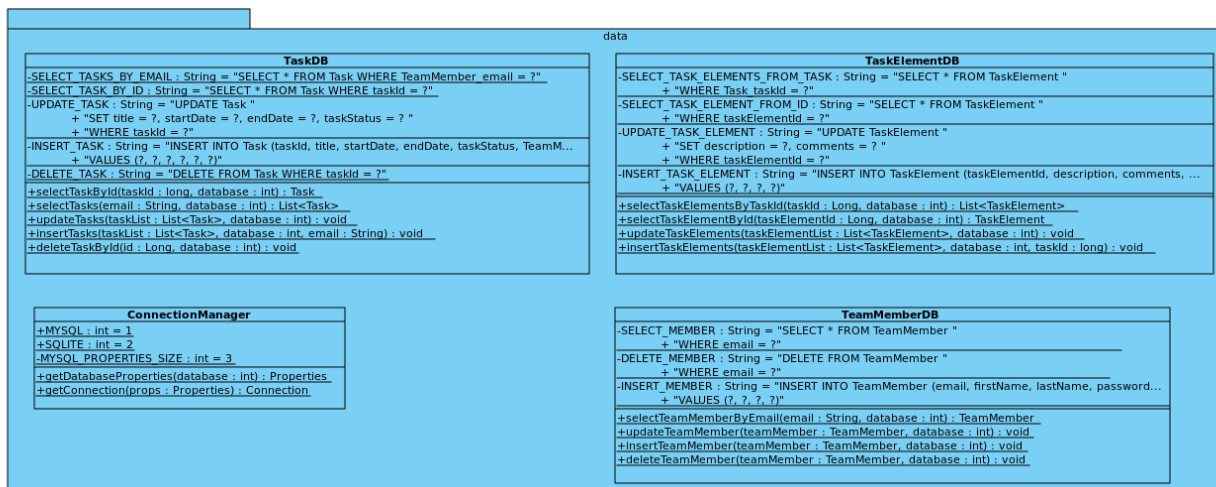 data
TaskDB
-SELECT_TASKS_BY_EMAIL : String = "SELECT * FROM Task WHERE TeamMember_email = ?"
-SELECT_TASK_BY_ID : String = "SELECT * FROM Task WHERE taskId = ?"
-UPDATE_TASK : String = "UPDATE Task "
+ "SET title = ?, startDate = ?, endDate = ?, taskStatus = ? "
+ "WHERE taskId = ?"
-INSERT_TASK : String = "INSERT INTO Task (taskId, title, startDate, endDate, taskStatus, TeamM...
+ "VALUES (?, ?, ?, ?, ?, ?)"
-DELETE_TASK : String = "DELETE FROM Task WHERE taskId = ?"
+selectTaskById(taskId : long, database : int) : Task
+selectTasks(email : String, database : int) : List<Task>
+updateTasks(taskList : List<Task>, database : int) : void
+insertTasks(taskList : List<Task>, database : int, email : String) : void
+deleteTaskById(id : Long, database : int) : void
TaskElementDB
-SELECT_TASK_ELEMENTS_FROM_TASK : String = "SELECT * FROM TaskElement "
+ "WHERE Task_taskId = ?"
-SELECT_TASK_ELEMENT_FROM_ID : String = "SELECT * FROM TaskElement "
+ "WHERE taskElementId = ?"
-UPDATE_TASK_ELEMENT : String = "UPDATE TaskElement "
+ "SET description = ?, comments = ? "
+ "WHERE taskElementId = ?"
-INSERT_TASK_ELEMENT : String = "INSERT INTO TaskElement (taskElementId, description, comments, ...
+ "VALUES (?, ?, ?, ?)"
+selectTaskElementsByTaskId(taskId : Long, database : int) : List<TaskElement>
+selectTaskElementById(taskElementId : Long, database : int) : TaskElement
+updateTaskElements(taskElementList : List<TaskElement>, database : int) : void
+insertTaskElements(taskElementList : List<TaskElement>, database : int, taskId : long) : void
ConnectionManager
+MYSQL : int = 1
+SQLITE : int = 2
-MYSQL_PROPERTIES_SIZE : int = 3
+getDatabaseProperties(database : int) : Properties
+getConnection(props : Properties) : Connection
TeamMemberDB
-SELECT_MEMBER : String = "SELECT * FROM TeamMember "
+ "WHERE email = ?"
-DELETE_MEMBER : String = "DELETE FROM TeamMember "
+ "WHERE email = ?"
-INSERT_MEMBER : String = "INSERT INTO TeamMember (email, firstName, lastName, password...
+ "VALUES (?, ?, ?, ?)"
+selectTeamMemberByEmail(email : String, database : int) : TeamMember
+updateTeamMember(teamMember : TeamMember, database : int) : void
+insertTeamMember(teamMember : TeamMember, database : int) : void
+deleteTeamMember(teamMember : TeamMember, database : int) : void